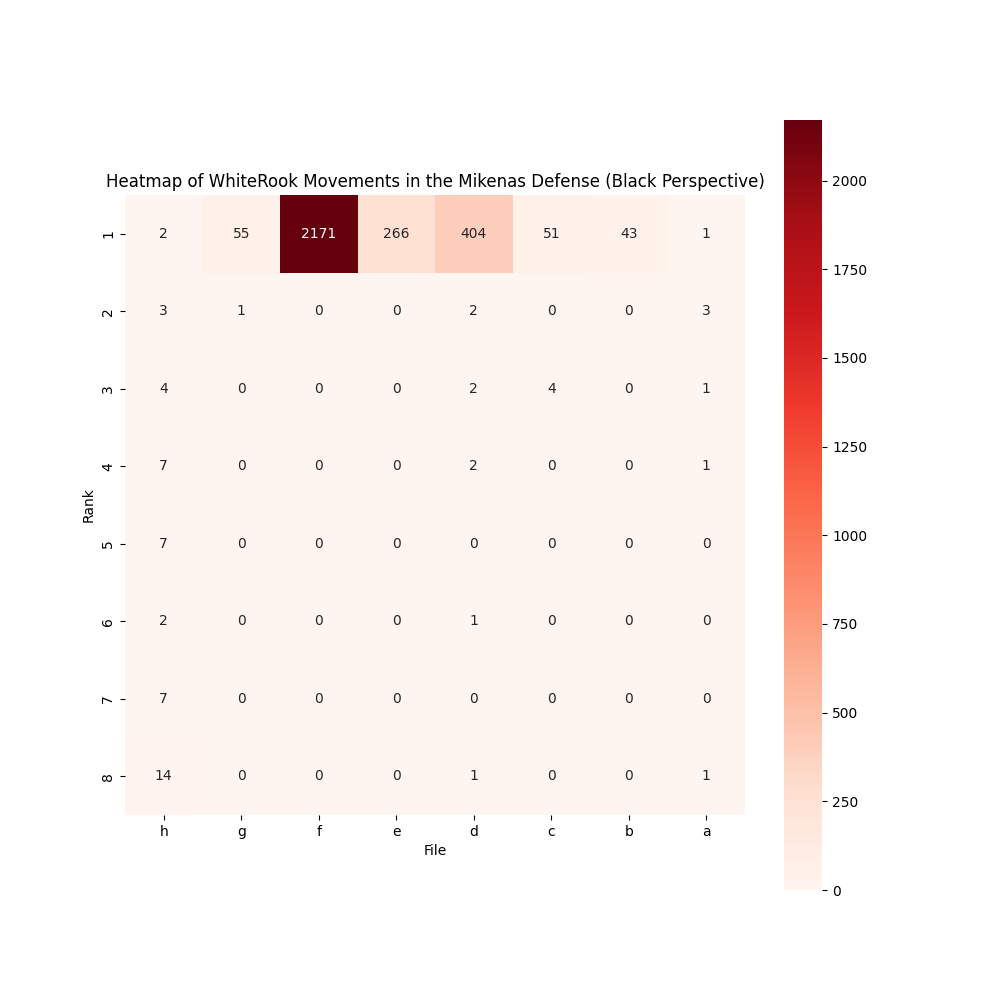 Heatmap of WhiteRook Movements in the Mikenas Defense (Black Perspective)
1 2 55 2171 266 404 51 43 1
2 3 1 0 0 2 0 0 3
3 4 0 0 0 2 4 0 1
4 7 0 0 0 2 0 0 1
5 7 0 0 0 0 0 0 0
6 2 0 0 0 1 0 0 0
7 7 0 0 0 0 0 0 0
8 14 0 0 0 1 0 0 1
h g f e d c b a
File
Rank
2000
1750
1500
1250
1000
750
500
250
0